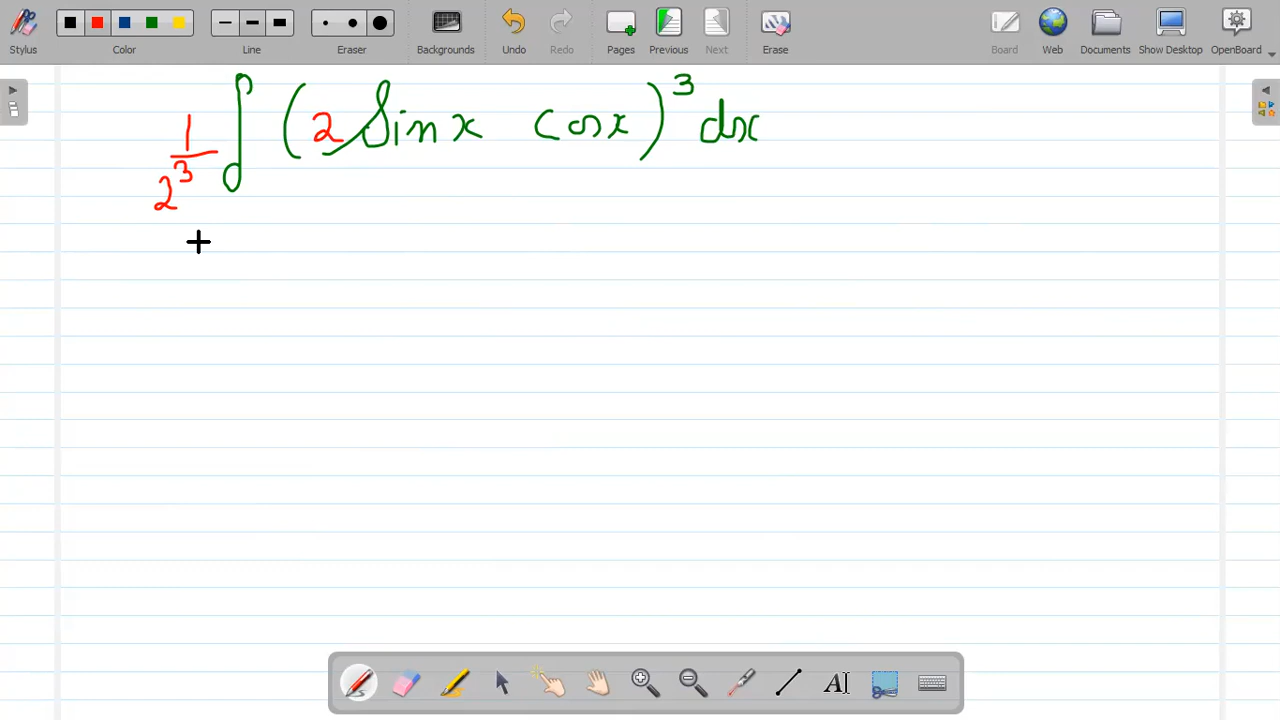 Stylus Color Line Eraser Backgrounds Undo Redo Pages Previous Next Erase Board Web Documents Show Desktop OpenBoard
1/2³ ∫ (2 sin x cos x)³ dx